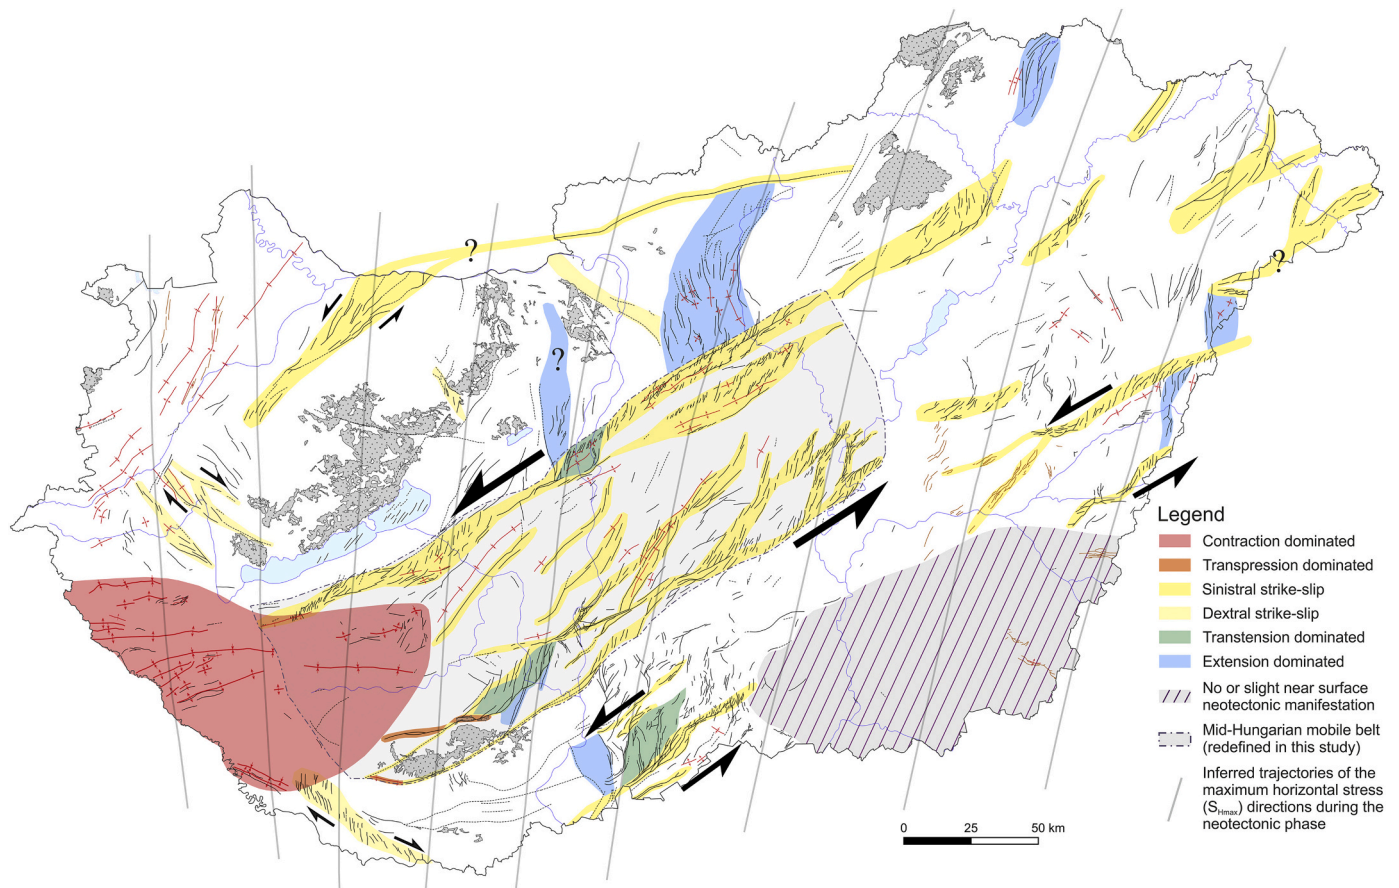 ?
?
?
Legend
Contraction dominated
Transpression dominated
Sinistral strike-slip
Dextral strike-slip
Transtension dominated
Extension dominated
No or slight near surface
neotectonic manifestation
Mid-Hungarian mobile belt
(redefined in this study)
Inferred trajectories of the
maximum horizontal stress
(SHmax) directions during the
neotectonic phase
0 25 50 km